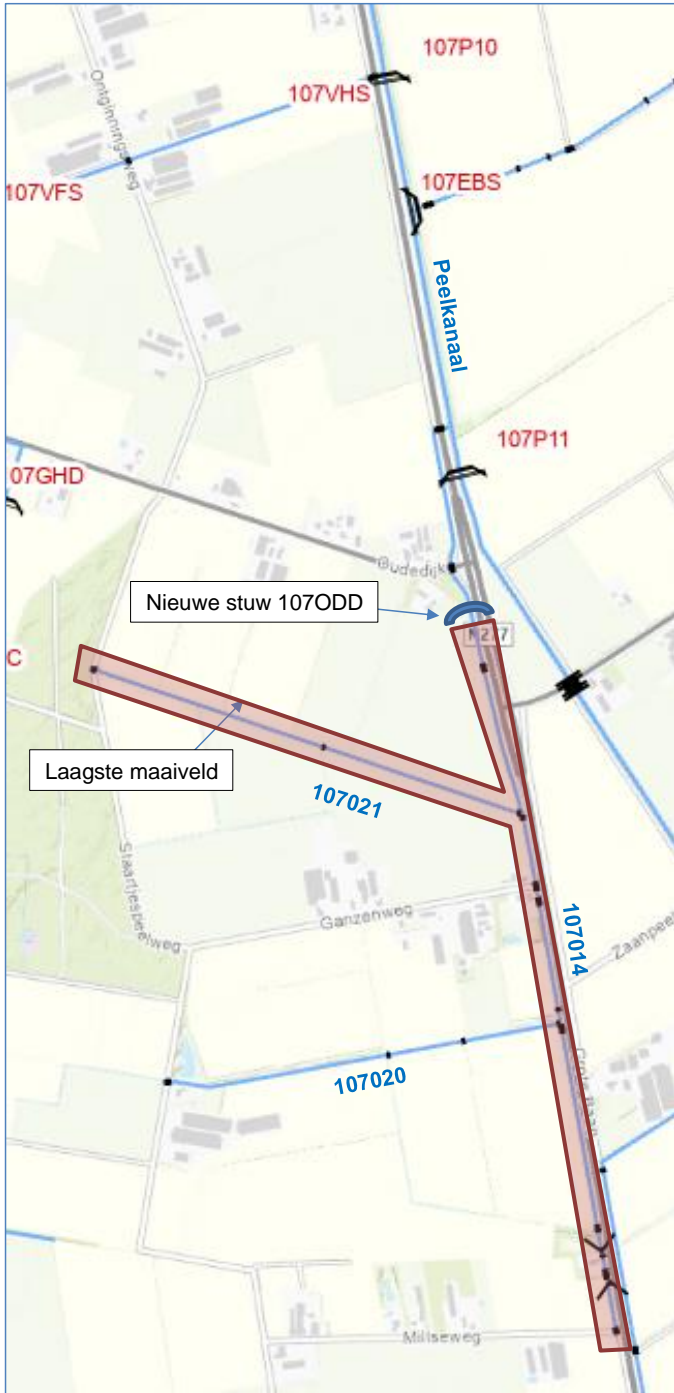 107P10
107VHS
Ontginningsweg
107EBS
107VFS
Peelkanaal
107P11
07GHD
Oudedijk
Nieuwe stuw 107ODD
N277
C
Laagste maaiveld
107021
Staartjespeelweg
Ganzenweg
107014
Zaanpeel
107020
Millseweg